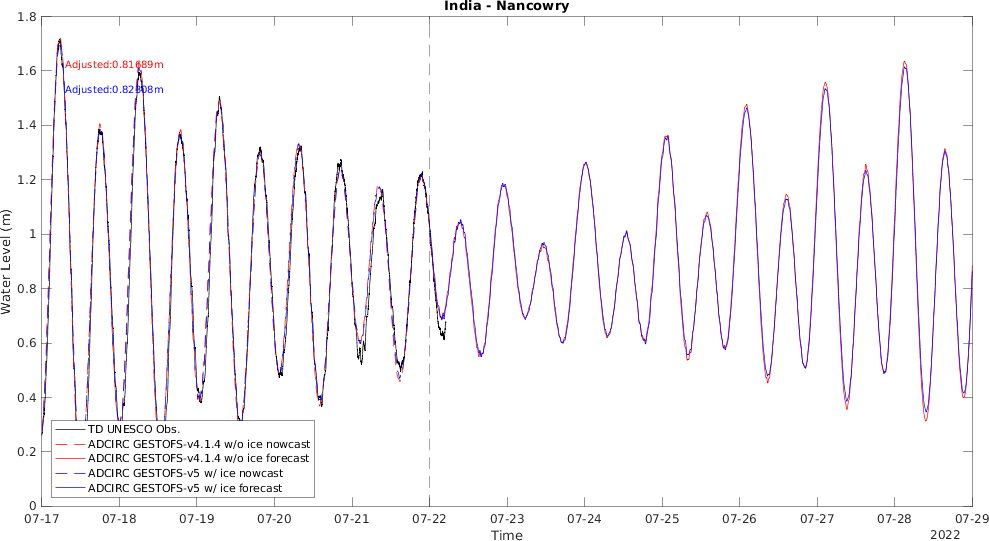 India - Nancowry
1.8
1.6
1.4
1.2
1
0.8
0.6
0.4
0.2
0
Water Level (m)
Adjusted:0.81689m
Adjusted:0.82808m
TD UNESCO Obs.
ADCIRC GESTOFS-v4.1.4 w/o ice nowcast
ADCIRC GESTOFS-v4.1.4 w/o ice forecast
ADCIRC GESTOFS-v5 w/ ice nowcast
ADCIRC GESTOFS-v5 w/ ice forecast
07-17 07-18 07-19 07-20 07-21 07-22 07-23 07-24 07-25 07-26 07-27 07-28 07-29
Time
2022